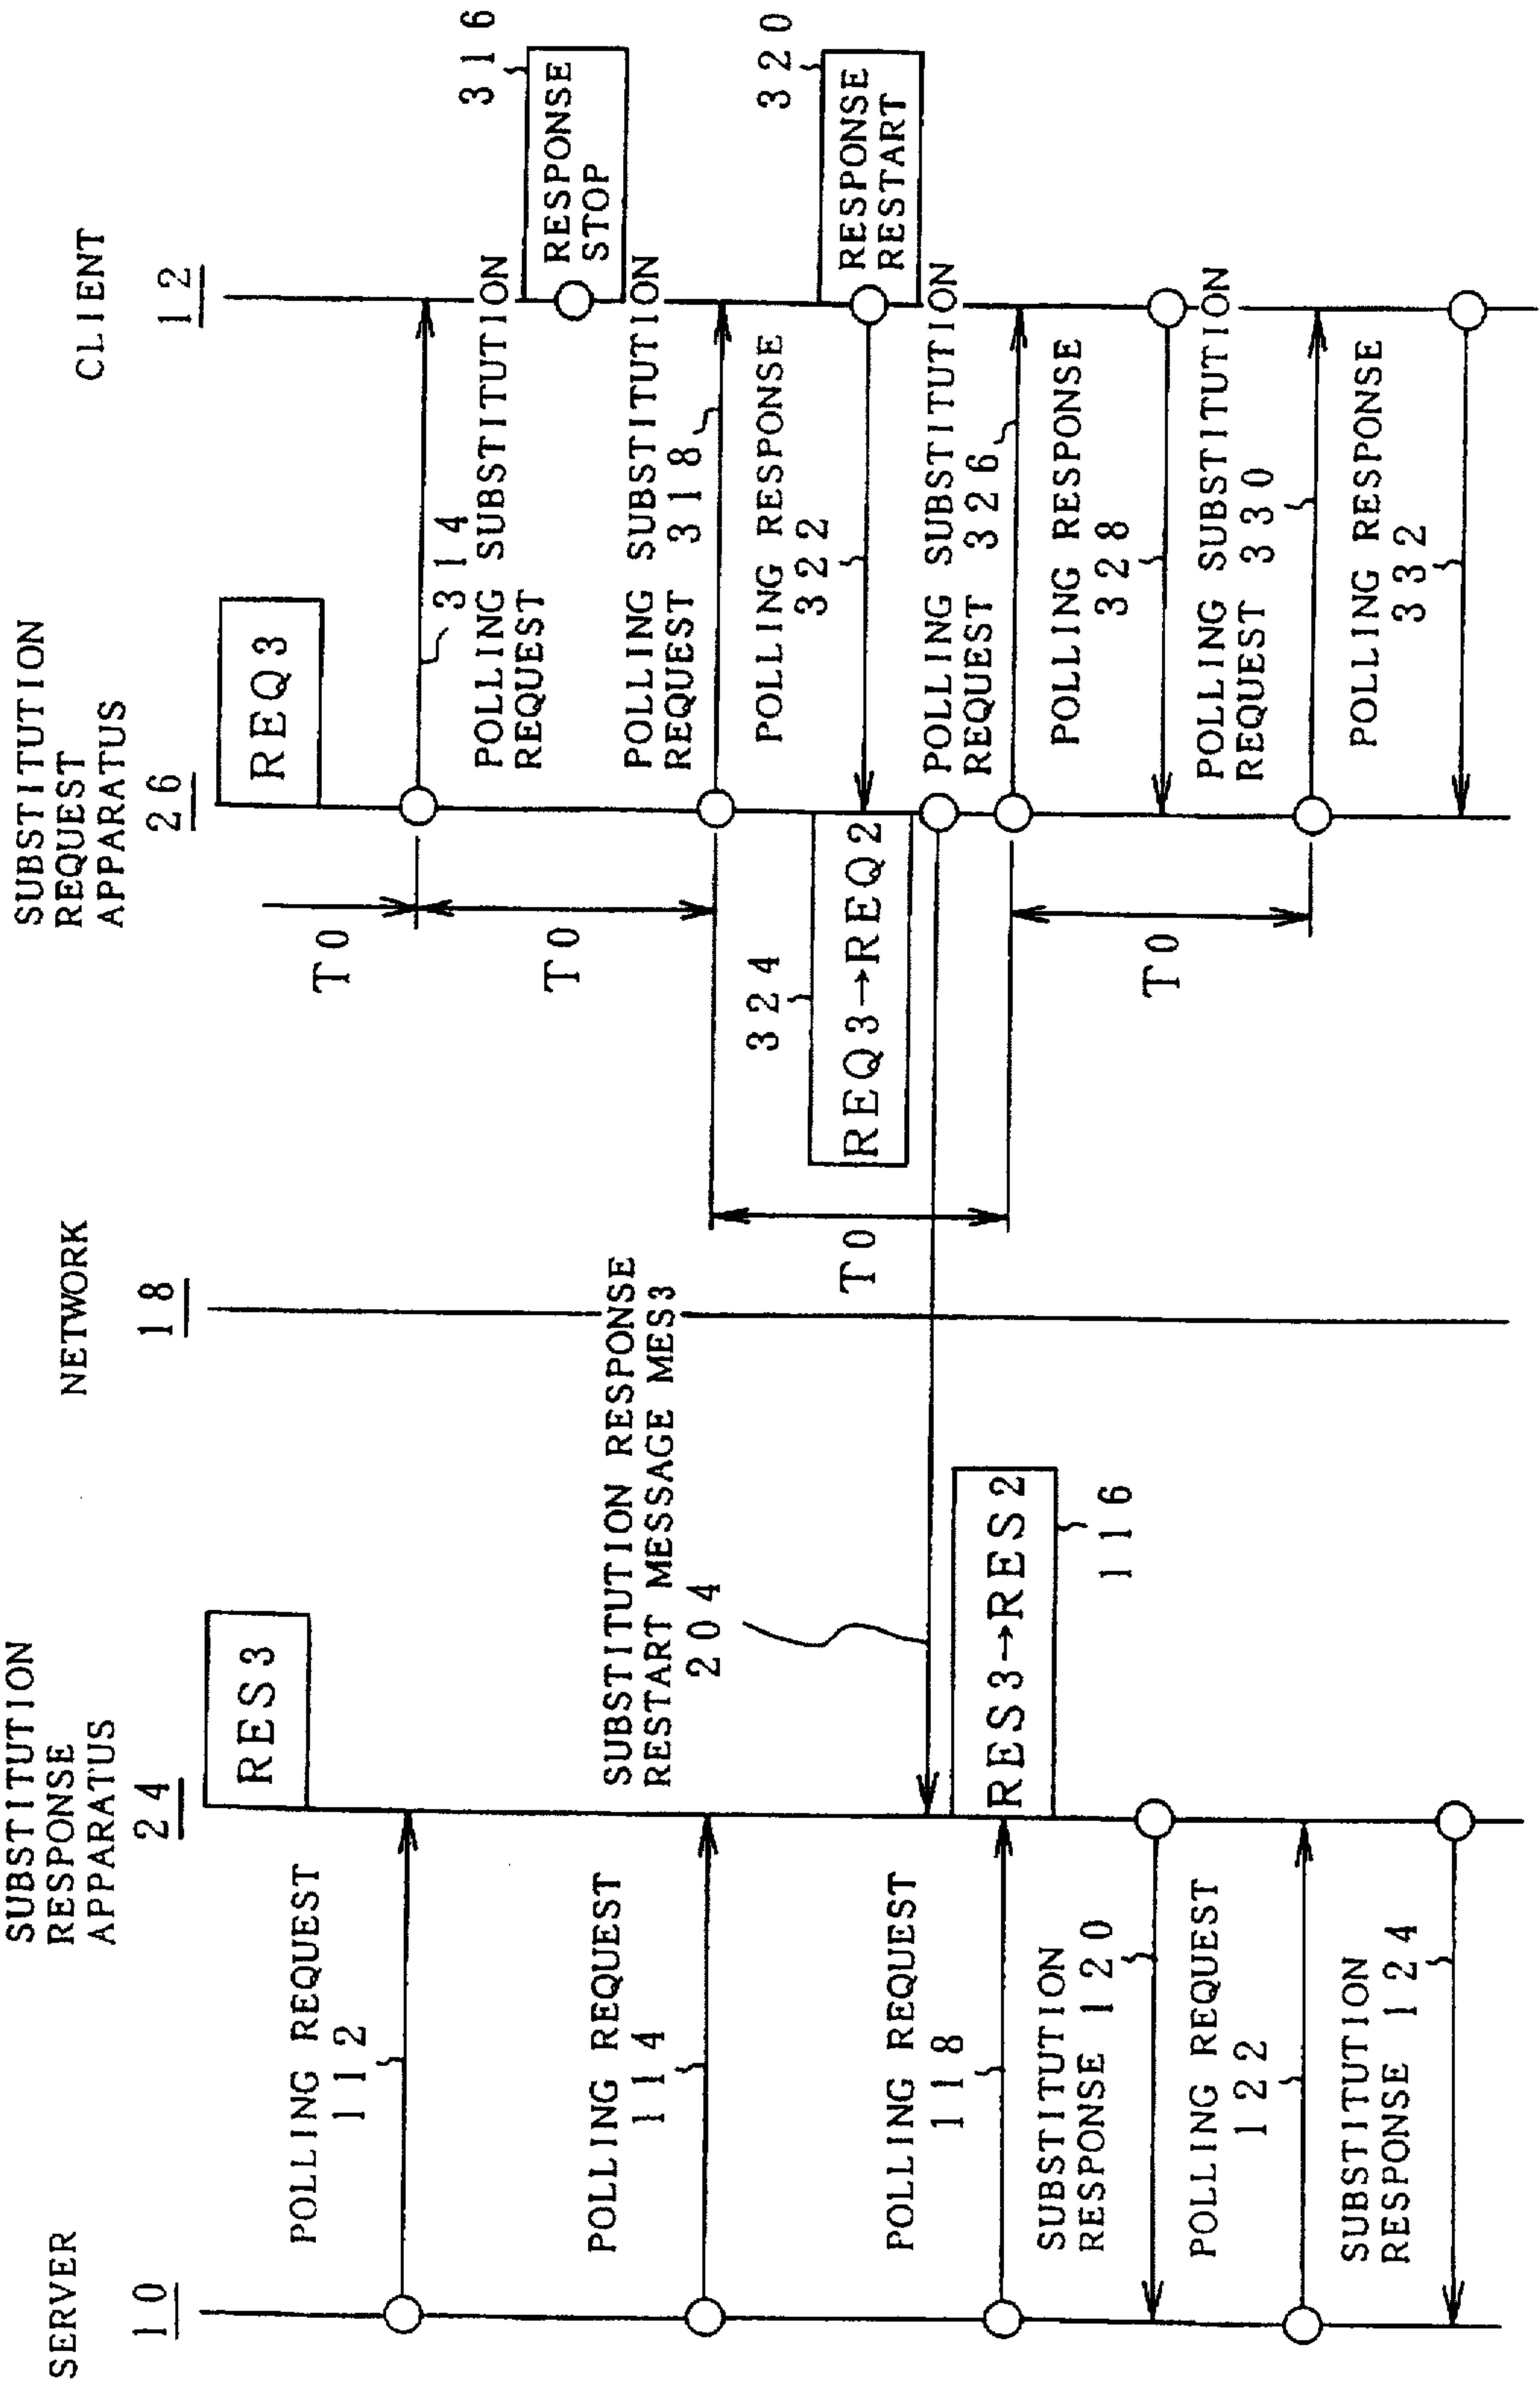 SERVER
10
SUBSTITUTION
RESPONSE
APPARATUS
24
NETWORK
18
SUBSTITUTION
REQUEST
APPARATUS
26
CLIENT
12
RES3
REQ3
POLLING REQUEST
112
T0
314
POLLING SUBSTITUTION
REQUEST
316
RESPONSE
STOP
T0
POLLING REQUEST
114
SUBSTITUTION RESPONSE
RESTART MESSAGE MES3
204
POLLING SUBSTITUTION
REQUEST 318
POLLING RESPONSE
322
320
RESPONSE
RESTART
324
REQ3→REQ2
T0
POLLING REQUEST
118
RES3→RES2
116
POLLING SUBSTITUTION
REQUEST 326
SUBSTITUTION
RESPONSE 120
POLLING RESPONSE
328
T0
POLLING REQUEST
122
POLLING SUBSTITUTION
REQUEST 330
SUBSTITUTION
RESPONSE 124
POLLING RESPONSE
332